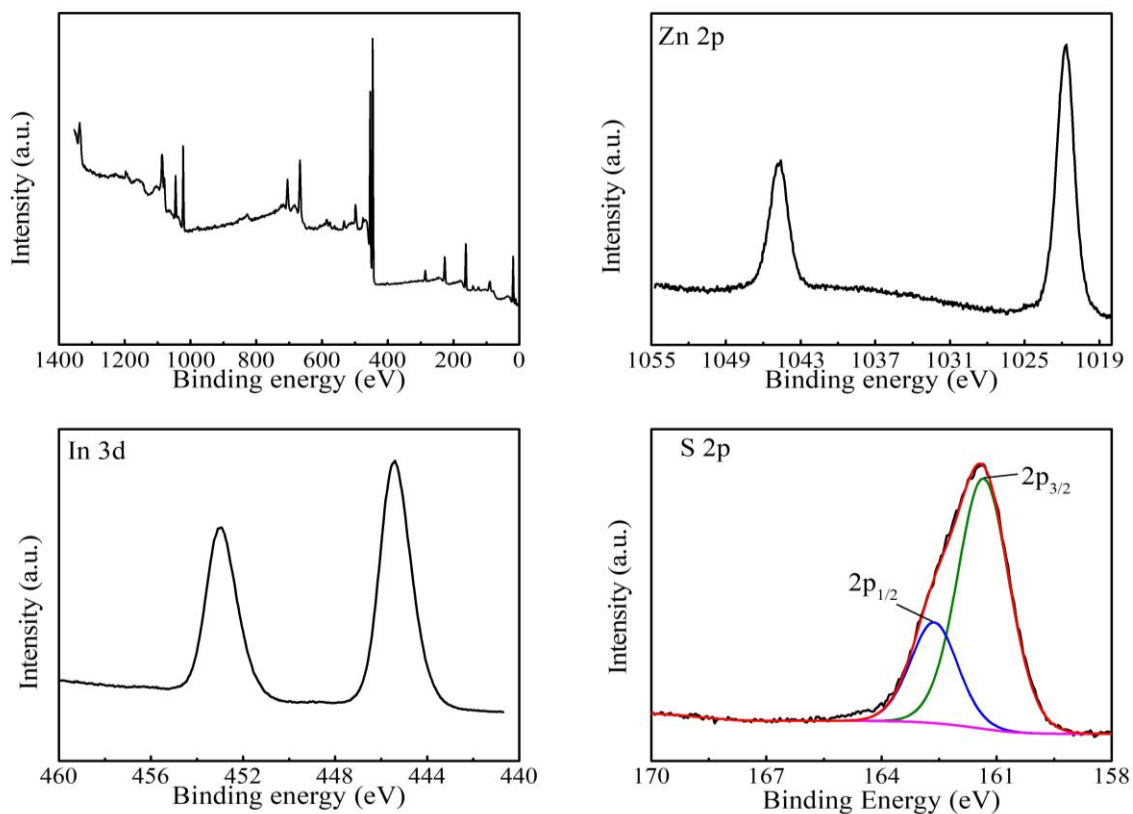 Intensity (a.u.)
1400 1200 1000 800 600 400 200 0
Binding energy (eV)
Zn 2p
Intensity (a.u.)
1055 1049 1043 1037 1031 1025 1019
Binding energy (eV)
In 3d
Intensity (a.u.)
460 456 452 448 444 440
Binding energy (eV)
S 2p
2p3/2
2p1/2
Intensity (a.u.)
170 167 164 161 158
Binding Energy (eV)